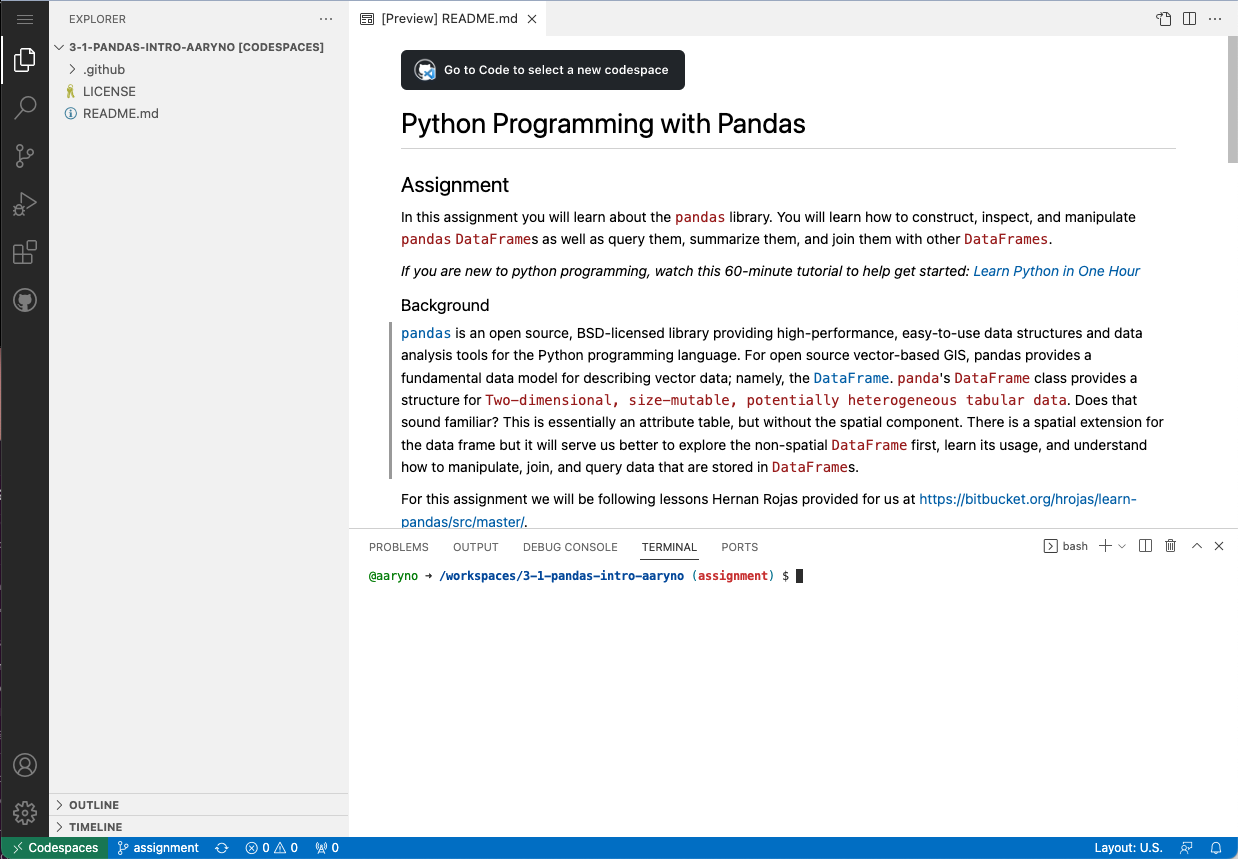 EXPLORER
3-1-PANDAS-INTRO-AARYNO [CODESPACES]
.github
LICENSE
README.md
OUTLINE
TIMELINE
[Preview] README.md
Go to Code to select a new codespace
Python Programming with Pandas
Assignment
In this assignment you will learn about the pandas library. You will learn how to construct, inspect, and manipulate
pandas DataFrames as well as query them, summarize them, and join them with other DataFrames.
If you are new to python programming, watch this 60-minute tutorial to help get started: Learn Python in One Hour
Background
pandas is an open source, BSD-licensed library providing high-performance, easy-to-use data structures and data
analysis tools for the Python programming language. For open source vector-based GIS, pandas provides a
fundamental data model for describing vector data; namely, the DataFrame. panda's DataFrame class provides a
structure for Two-dimensional, size-mutable, potentially heterogeneous tabular data. Does that
sound familiar? This is essentially an attribute table, but without the spatial component. There is a spatial extension for
the data frame but it will serve us better to explore the non-spatial DataFrame first, learn its usage, and understand
how to manipulate, join, and query data that are stored in DataFrames.
For this assignment we will be following lessons Hernan Rojas provided for us at https://bitbucket.org/hrojas/learn-
pandas/src/master/.
PROBLEMS OUTPUT DEBUG CONSOLE TERMINAL PORTS
bash
@aaryno ➜ /workspaces/3-1-pandas-intro-aaryno (assignment) $
Codespaces assignment 0 0 0 Layout: U.S.